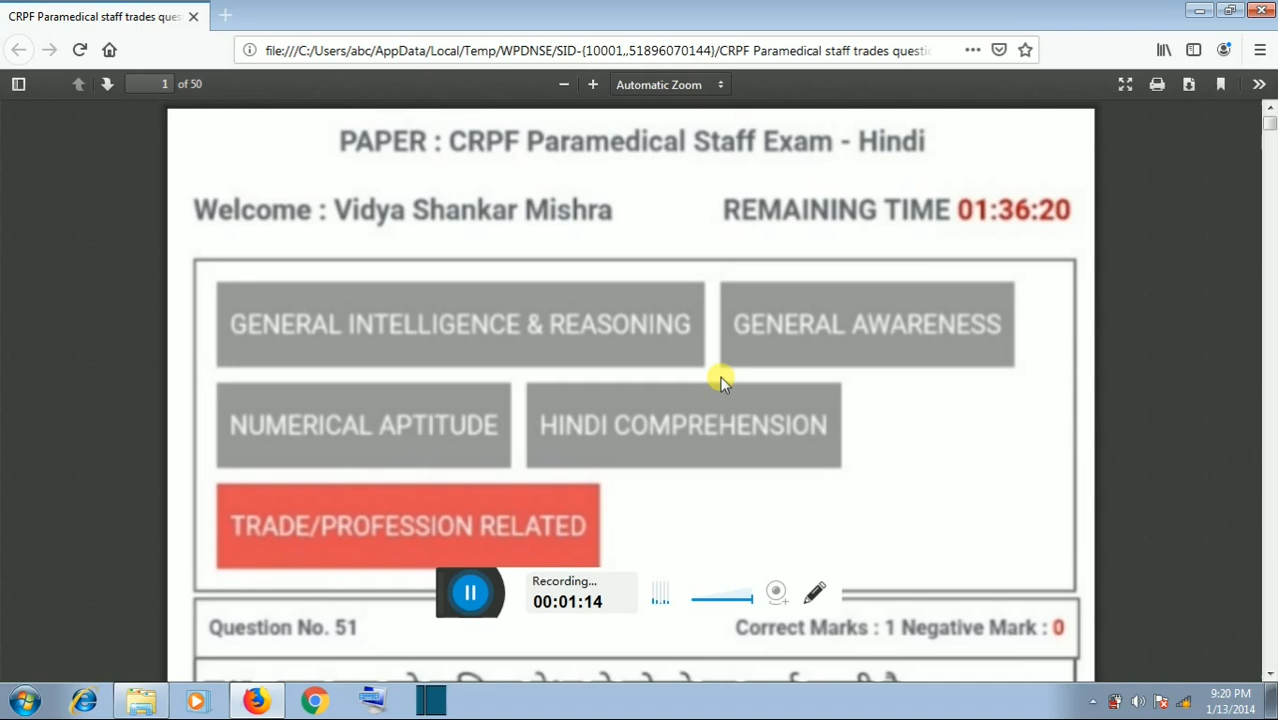 CRPF Paramedical staff trades ques
file:///C:/Users/abc/AppData/Local/Temp/WPDNSE/SID-{10001,,51896070144}/CRPF Paramedical staff trades questi
1 of 50
Automatic Zoom
PAPER : CRPF Paramedical Staff Exam - Hindi
Welcome : Vidya Shankar Mishra REMAINING TIME 01:36:20
GENERAL INTELLIGENCE & REASONING GENERAL AWARENESS
NUMERICAL APTITUDE HINDI COMPREHENSION
TRADE/PROFESSION RELATED
Recording...
00:01:14
Question No. 51 Correct Marks : 1 Negative Mark : 0
9:20 PM
1/13/2014